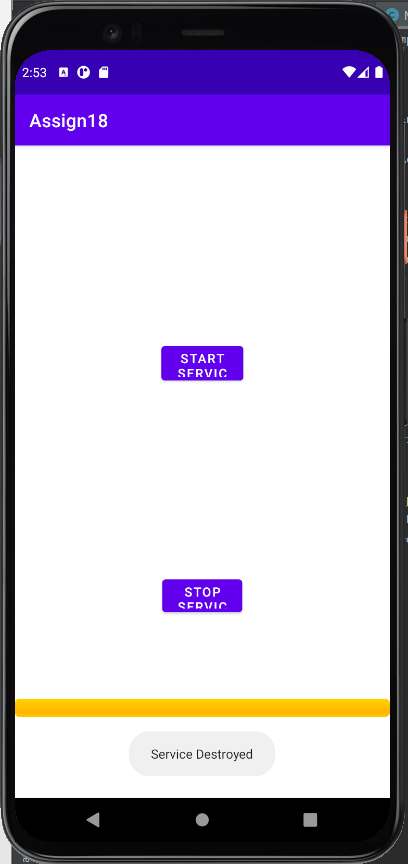 2:53
Assign18
START
SERVIC
STOP
SERVIC
Service Destroyed